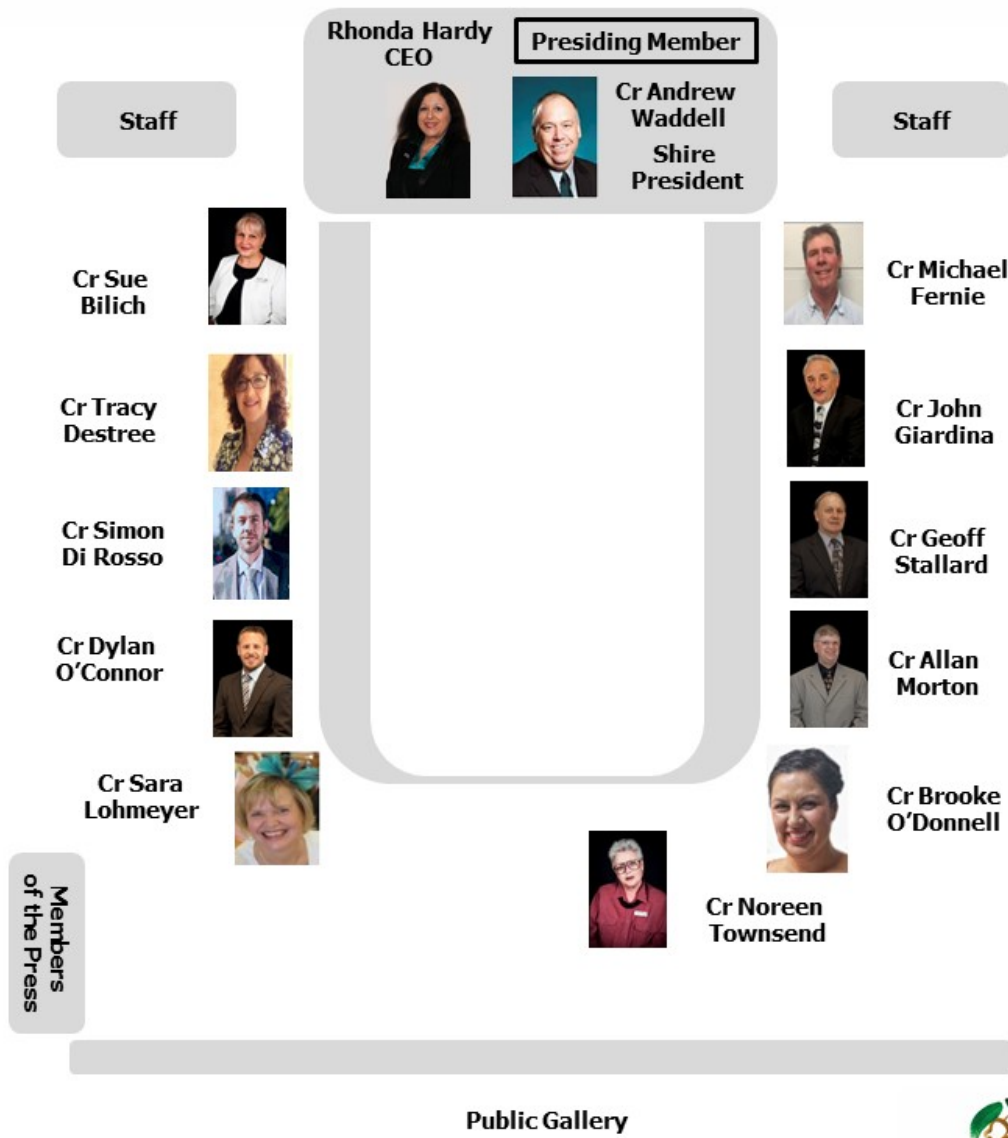 Rhonda Hardy
CEO
Presiding Member
Cr Andrew
Waddell
Shire
President
Staff
Staff
Cr Sue
Bilich
Cr Michael
Fernie
Cr Tracy
Destree
Cr John
Giardina
Cr Simon
Di Rosso
Cr Geoff
Stallard
Cr Dylan
O'Connor
Cr Allan
Morton
Cr Sara
Lohmeyer
Cr Brooke
O'Donnell
Cr Noreen
Townsend
Members
of the Press
Public Gallery